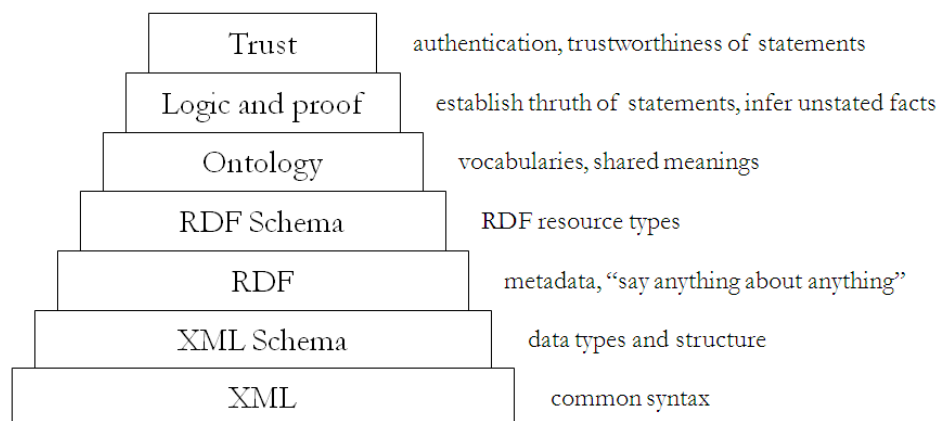 Trust authentication, trustworthiness of statements
Logic and proof establish thruth of statements, infer unstated facts
Ontology vocabularies, shared meanings
RDF Schema RDF resource types
RDF metadata, “say anything about anything”
XML Schema data types and structure
XML common syntax